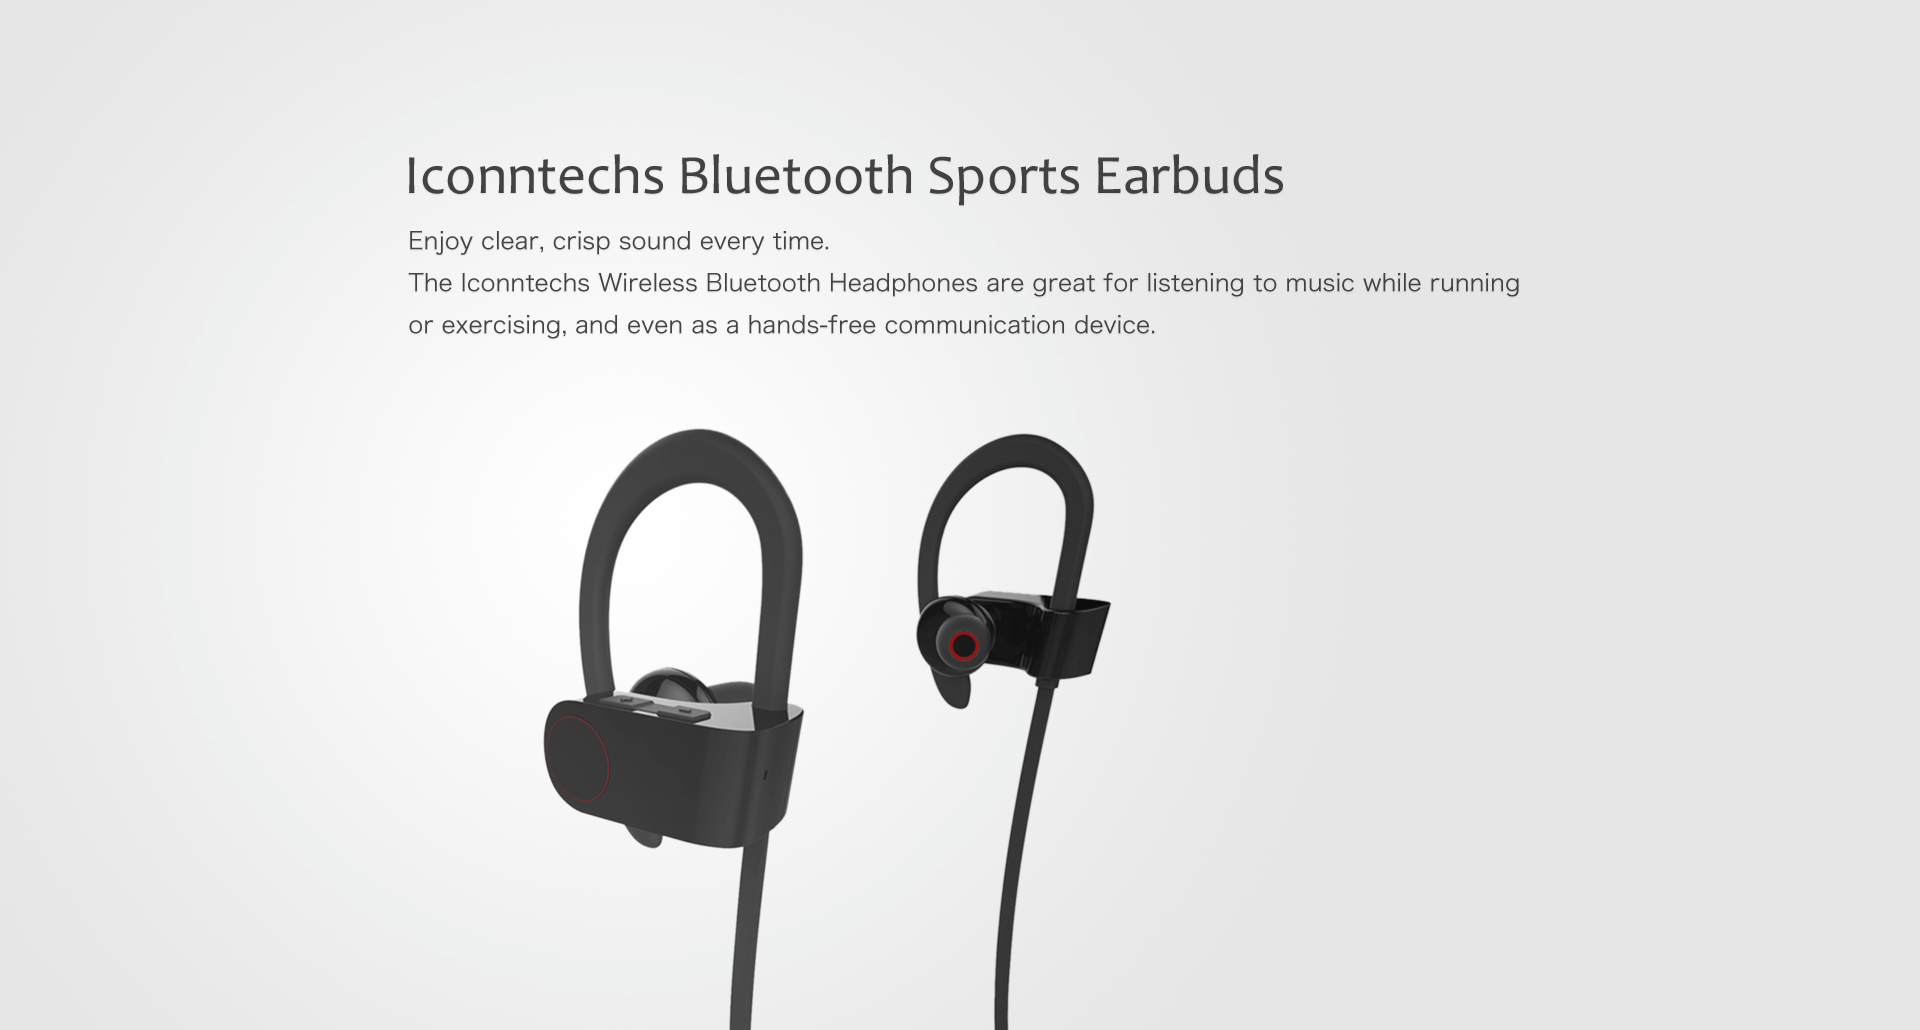 Iconntechs Bluetooth Sports Earbuds
Enjoy clear, crisp sound every time.
The Iconntechs Wireless Bluetooth Headphones are great for listening to music while running
or exercising, and even as a hands-free communication device.